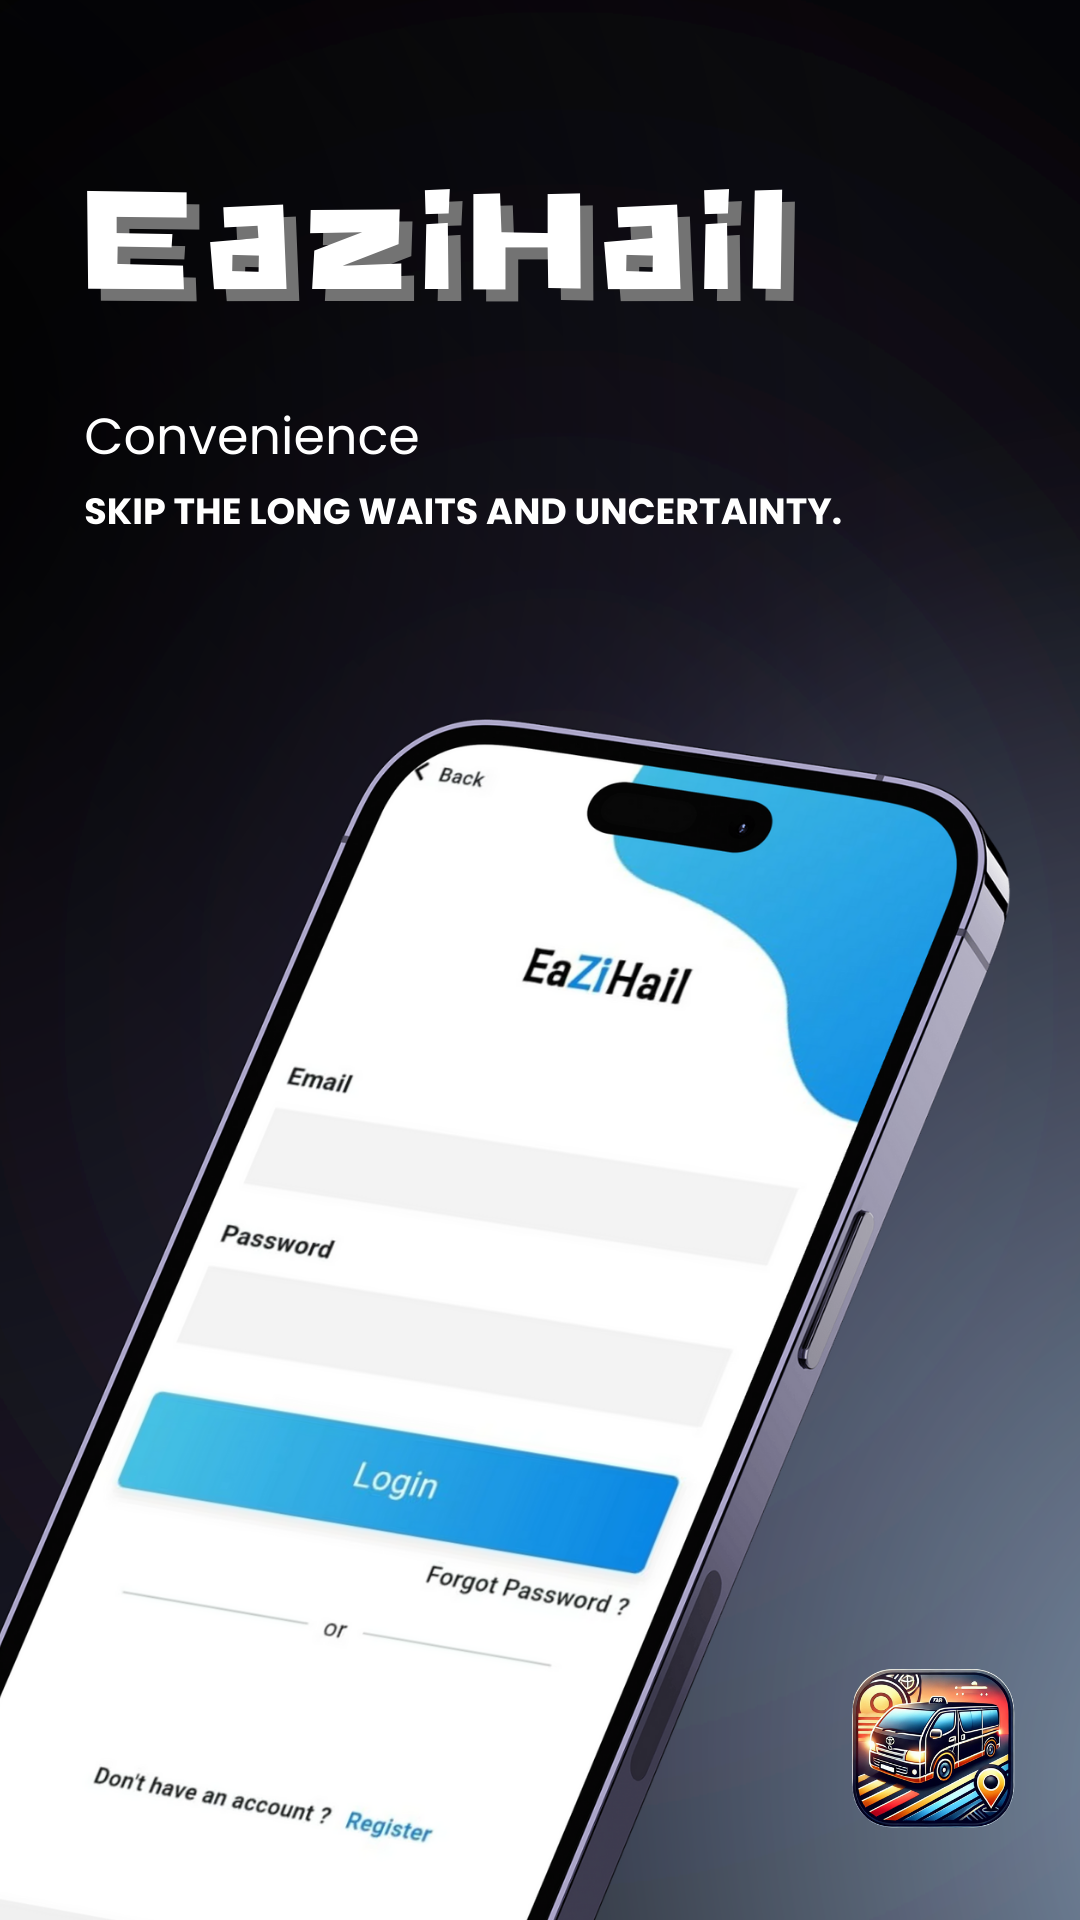 EaziHail
Convenience
SKIP THE LONG WAITS AND UNCERTAINTY.
Back
EaZiHail
Email
Password
Login
Forgot Password ?
or
Don't have an account ? Register
TAXI